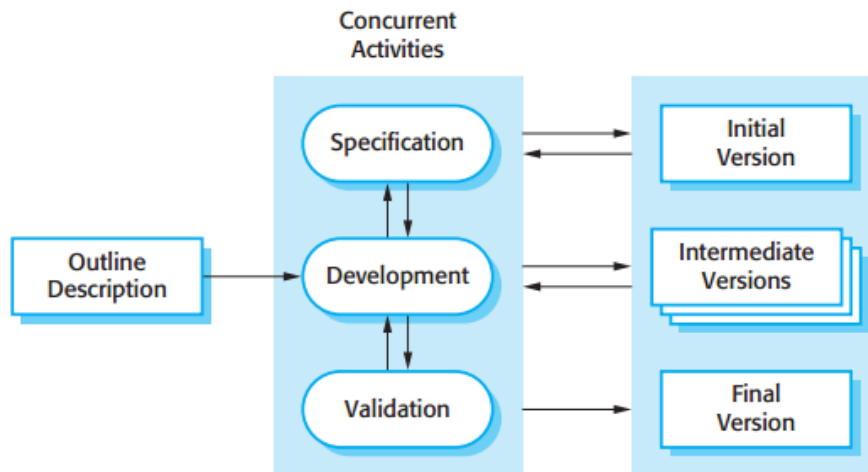 Concurrent
Activities
Specification
Initial
Version
Outline
Description
Development
Intermediate
Versions
Validation
Final
Version